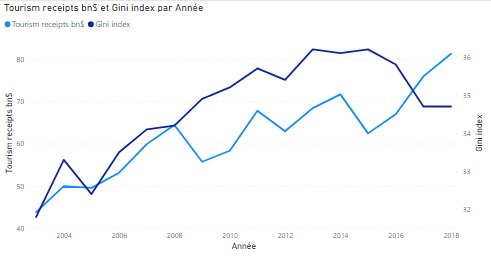 Tourism receipts bn$ et Gini index par Année
Tourism receipts bn$ Gini index
80
70
60
50
40
Tourism receipts bn$
36
35
34
33
32
Gini index
2004 2006 2008 2010 2012 2014 2016 2018
Année